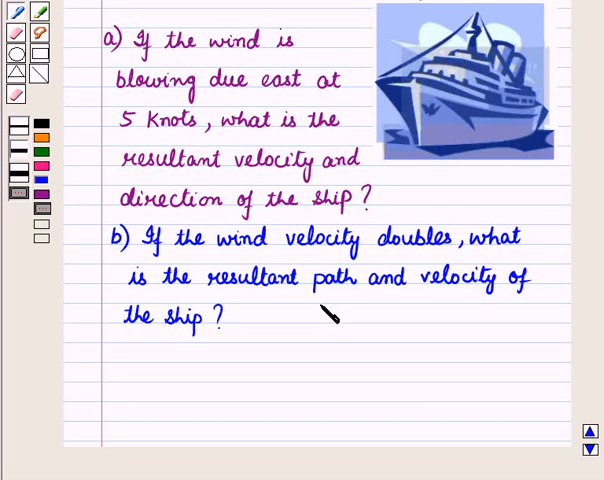 a) If the wind is
blowing due east at
5 Knots, what is the
resultant velocity and
direction of the ship?
b) If the wind velocity doubles, what
is the resultant path and velocity of
the ship?